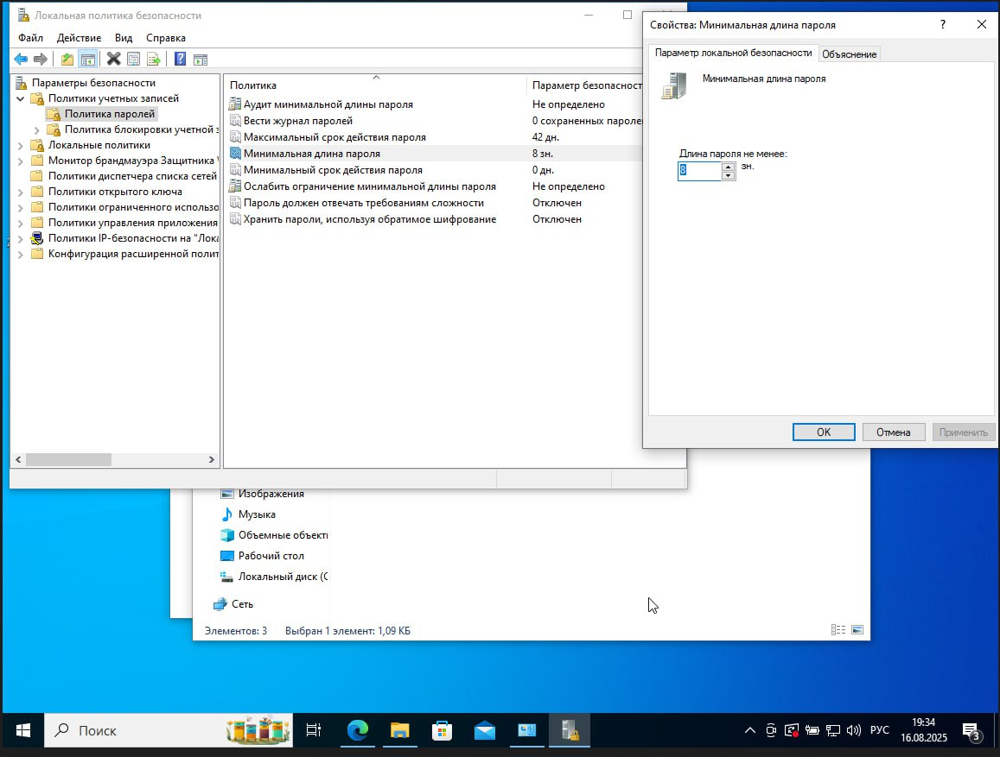 Локальная политика безопасности
Файл Действие Вид Справка
Параметры безопасности
Политики учетных записей
Политика паролей
Политика блокировки учетной з
Локальные политики
Монитор брандмауэра Защитника
Политики диспетчера списка сетей
Политики открытого ключа
Политики ограниченного использо
Политики управления приложения
Политики IP-безопасности на "Лока
Конфигурация расширенной полит
Политика Параметр безопасност
Аудит минимальной длины пароля Не определено
Вести журнал паролей 0 сохраненных пароле
Максимальный срок действия пароля 42 дн.
Минимальная длина пароля 8 зн.
Минимальный срок действия пароля 0 дн.
Ослабить ограничение минимальной длины пароля Не определено
Пароль должен отвечать требованиям сложности Отключен
Хранить пароли, используя обратимое шифрование Отключен
Свойства: Минимальная длина пароля
Параметр локальной безопасности Объяснение
Минимальная длина пароля
Длина пароля не менее:
8 зн.
ОК Отмена Применить
Изображения
Музыка
Объемные объекты
Рабочий стол
Локальный диск (C
Сеть
Элементов: 3 Выбран 1 элемент: 1,09 КБ
Поиск
РУС
19:34
16.08.2025
3